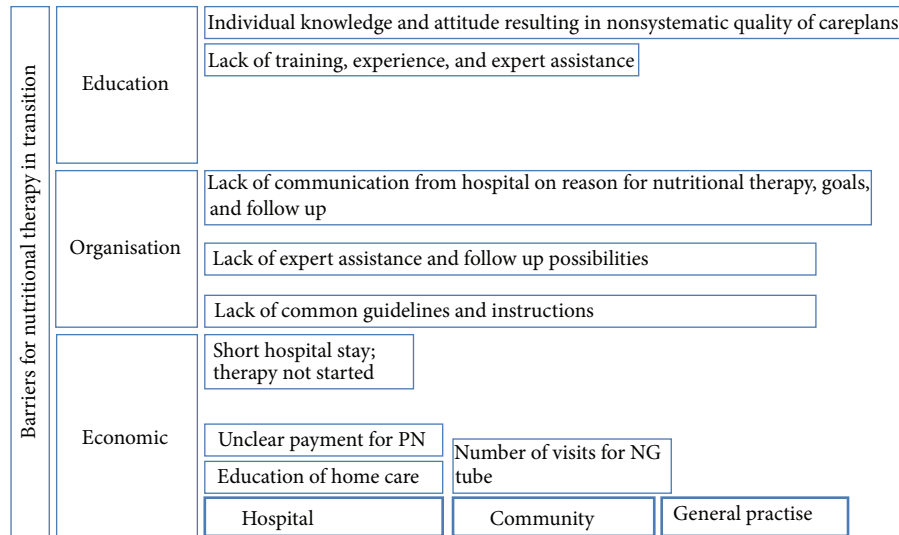 Barriers for nutritional therapy in transition
Education
Individual knowledge and attitude resulting in nonsystematic quality of careplans
Lack of training, experience, and expert assistance
Organisation
Lack of communication from hospital on reason for nutritional therapy, goals,
and follow up
Lack of expert assistance and follow up possibilities
Lack of common guidelines and instructions
Economic
Short hospital stay;
therapy not started
Unclear payment for PN
Education of home care
Number of visits for NG
tube
Hospital
Community
General practise